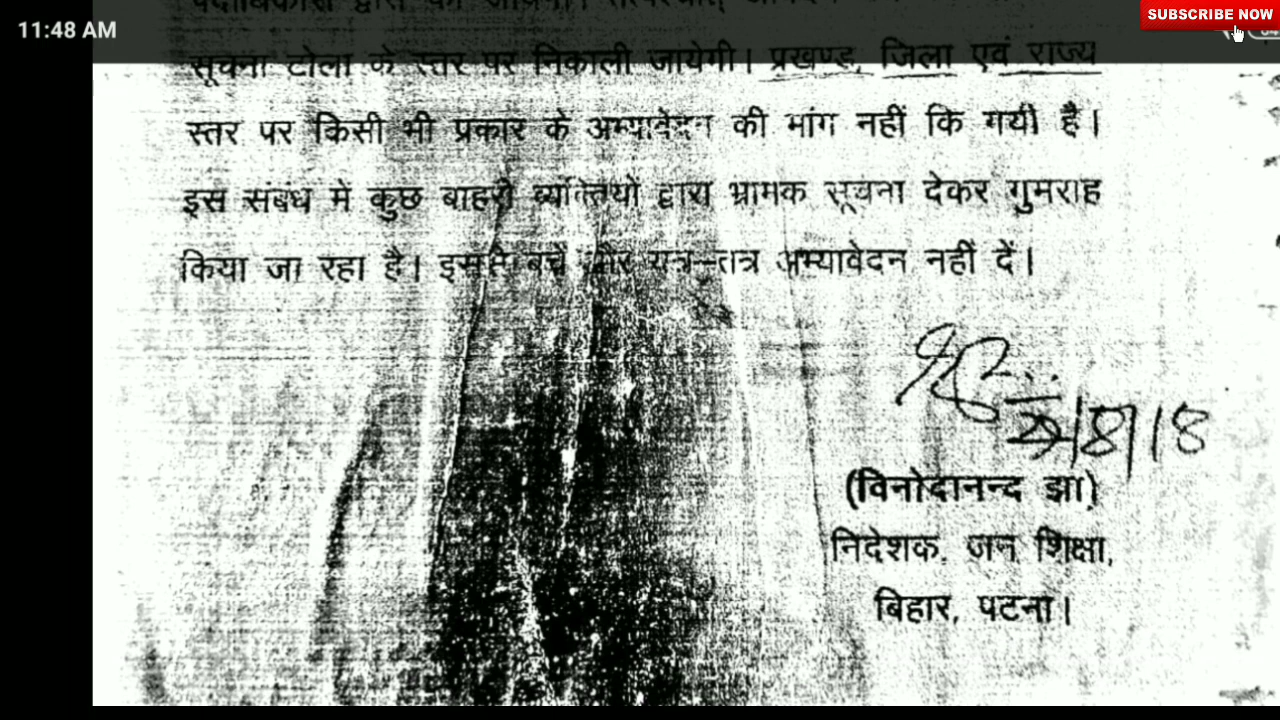 11:48 AM
SUBSCRIBE NOW
सूचना टोला के स्तर पर निकाली जायेगी। प्रखण्ड, जिला एवं राज्य
स्तर पर किसी भी प्रकार के अभ्यावेदन की मांग नहीं कि गयी है।
इस संबंध में कुछ बाहरी व्यक्तियों द्वारा भ्रामक सूचना देकर गुमराह
किया जा रहा है। इससे बचें और यत्र-तत्र अभ्यावेदन नहीं दें।
(विनोदानन्द झा)
निदेशक, जन शिक्षा,
बिहार, पटना।